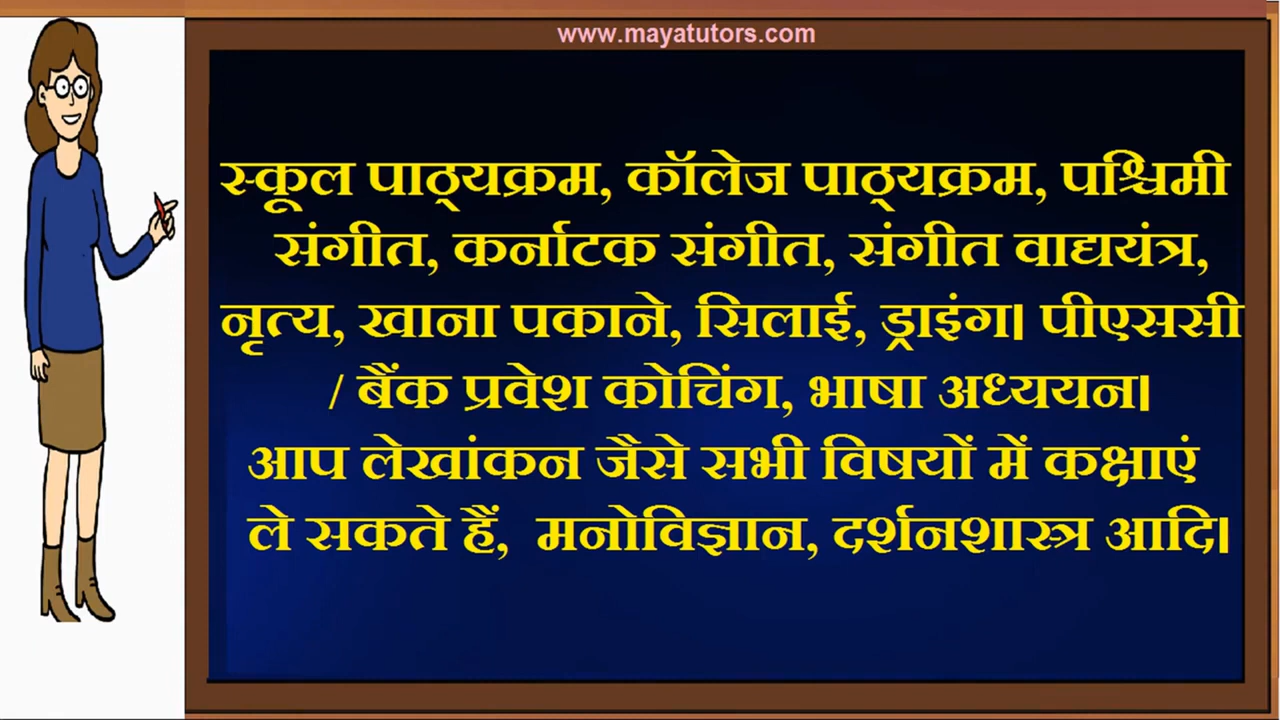 www.mayatutors.com
स्कूल पाठ्यक्रम, कॉलेज पाठ्यक्रम, पश्चिमी
संगीत, कर्नाटक संगीत, संगीत वाद्ययंत्र,
नृत्य, खाना पकाने, सिलाई, ड्राइंग। पीएससी
/ बैंक प्रवेश कोचिंग, भाषा अध्ययन।
आप लेखांकन जैसे सभी विषयों में कक्षाएं
ले सकते हैं, मनोविज्ञान, दर्शनशास्त्र आदि।